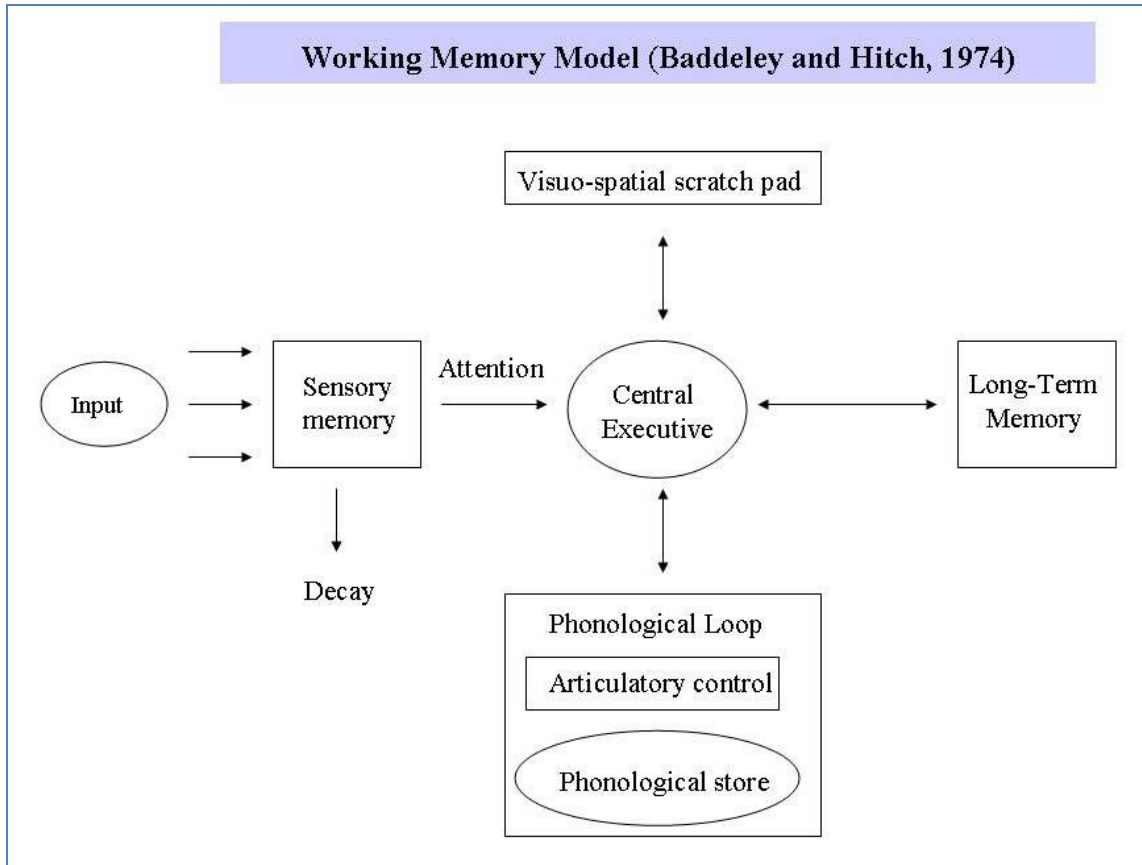 Working Memory Model (Baddeley and Hitch, 1974)
Visuo-spatial scratch pad
Input
Sensory
memory
Attention
Central
Executive
Long-Term
Memory
Decay
Phonological Loop
Articulatory control
Phonological store